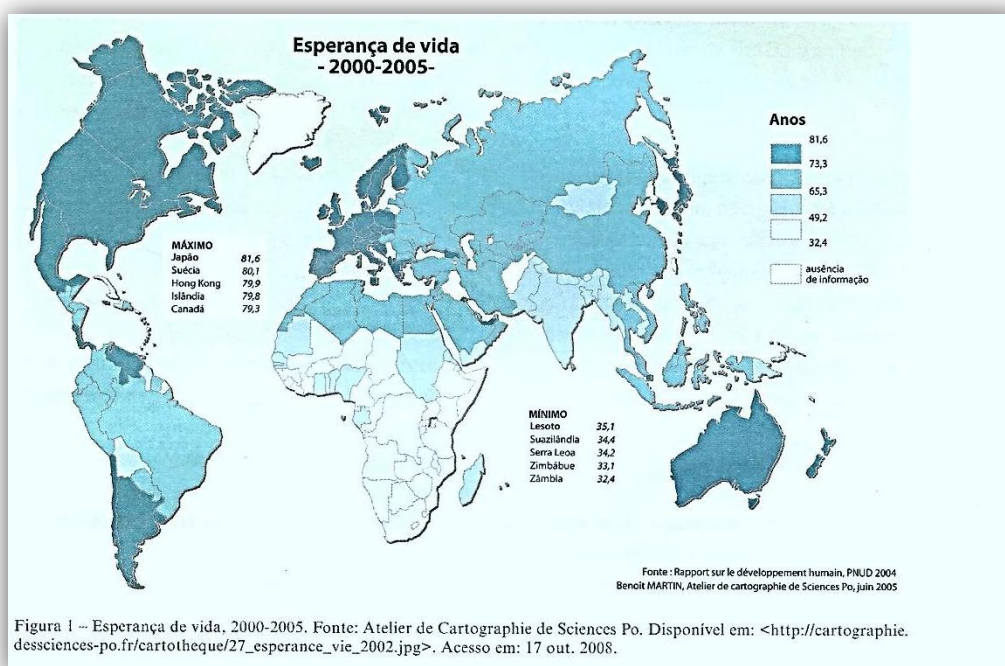 Esperança de vida
- 2000-2005-
Anos
81,6
73,3
65,3
49,2
32,4
ausência
de informação
MÁXIMO
Japão 81,6
Suécia 80,1
Hong Kong 79,9
Islândia 79,8
Canadá 79,3
MÍNIMO
Lesoto 35,1
Suazilândia 34,4
Serra Leoa 34,2
Zimbábue 33,1
Zâmbia 32,4
Fonte : Rapport sur le développement humain, PNUD 2004
Benoît MARTIN, Atelier de cartographie de Sciences Po, juin 2005
Figura 1 – Esperança de vida, 2000-2005. Fonte: Atelier de Cartographie de Sciences Po. Disponível em: <http://cartographie.
dessciences-po.fr/cartotheque/27_esperance_vie_2002.jpg>. Acesso em: 17 out. 2008.